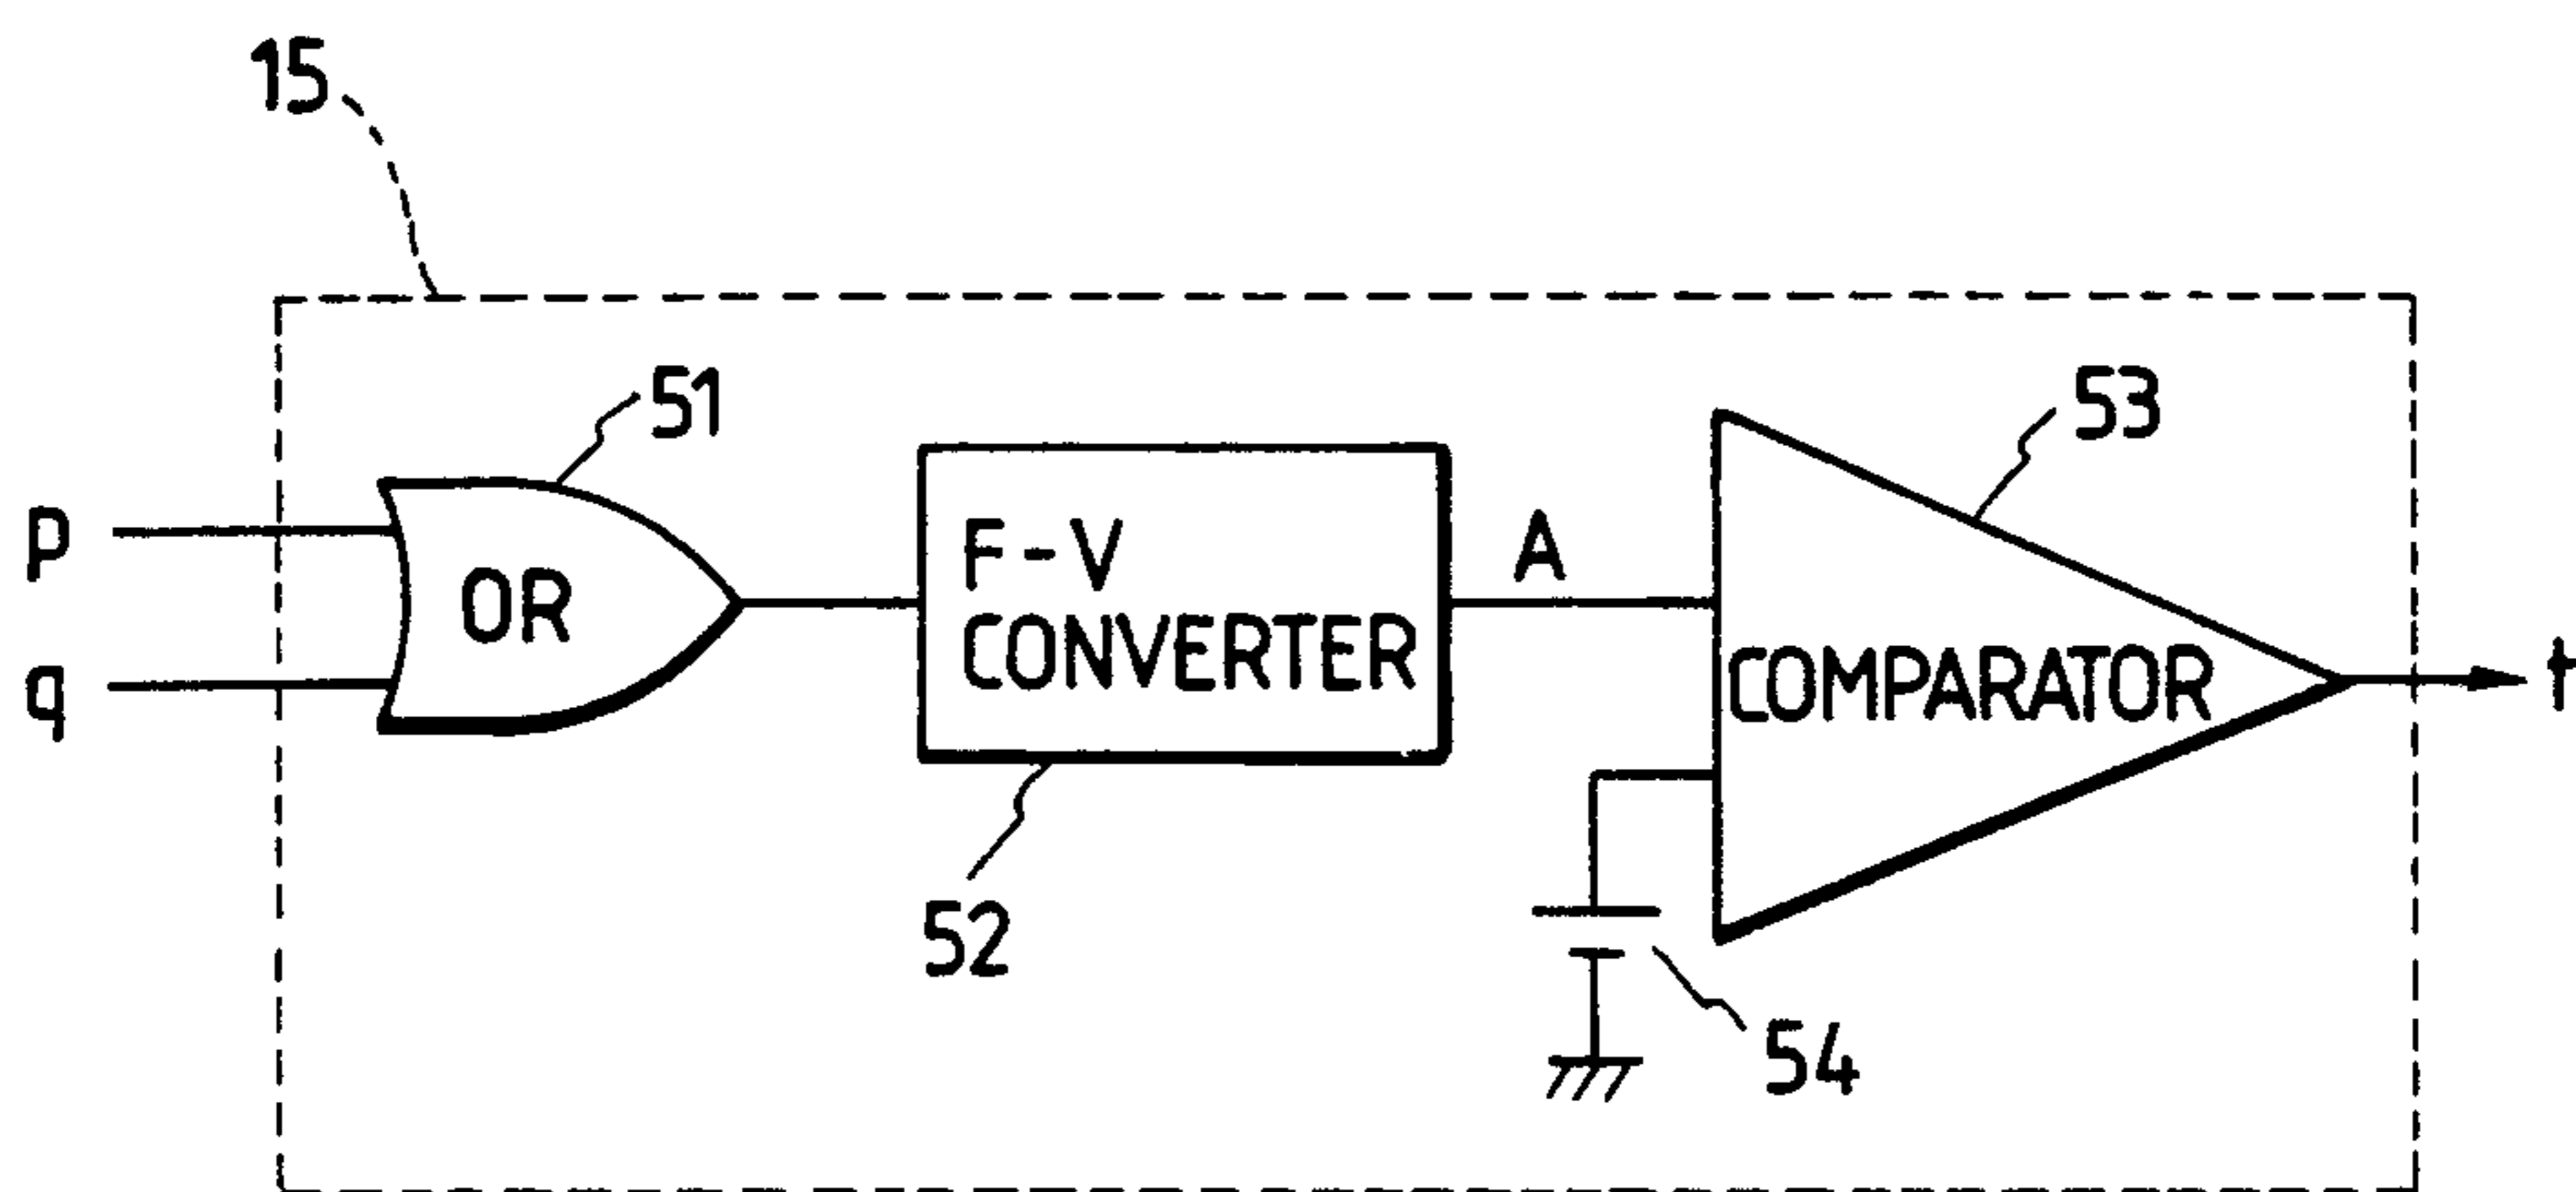 15
51
53
p
OR
q
F-V
CONVERTER
A
COMPARATOR
t
52
54